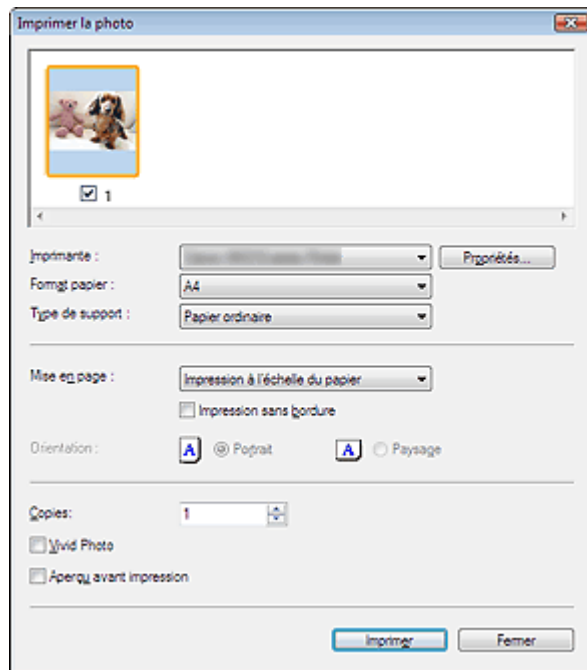 Imprimer la photo
1
Imprimante :
Propriétés...
Format papier : A4
Type de support : Papier ordinaire
Mise en page : Impression à l'échelle du papier
Impression sans bordure
Orientation : A Portrait A Paysage
Copies: 1
Vivid Photo
Aperçu avant impression
Imprimer Fermer